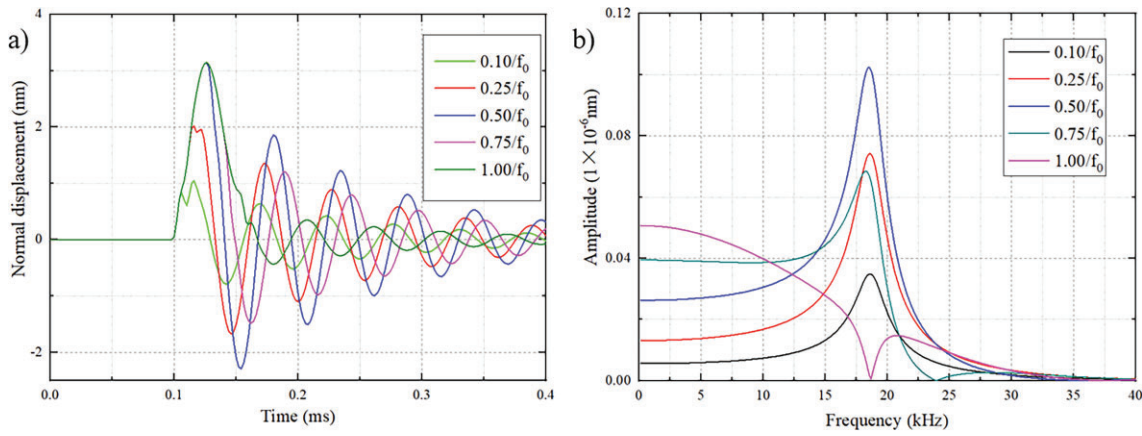 a)
4
2
0
-2
Normal displacement (nm)
0.0
0.1
0.2
0.3
0.4
Time (ms)
0.10/f0
0.25/f0
0.50/f0
0.75/f0
1.00/f0
b)
0.12
0.08
0.04
0.00
Amplitude (1×10-6nm)
0
5
10
15
20
25
30
35
40
Frequency (kHz)
0.10/f0
0.25/f0
0.50/f0
0.75/f0
1.00/f0